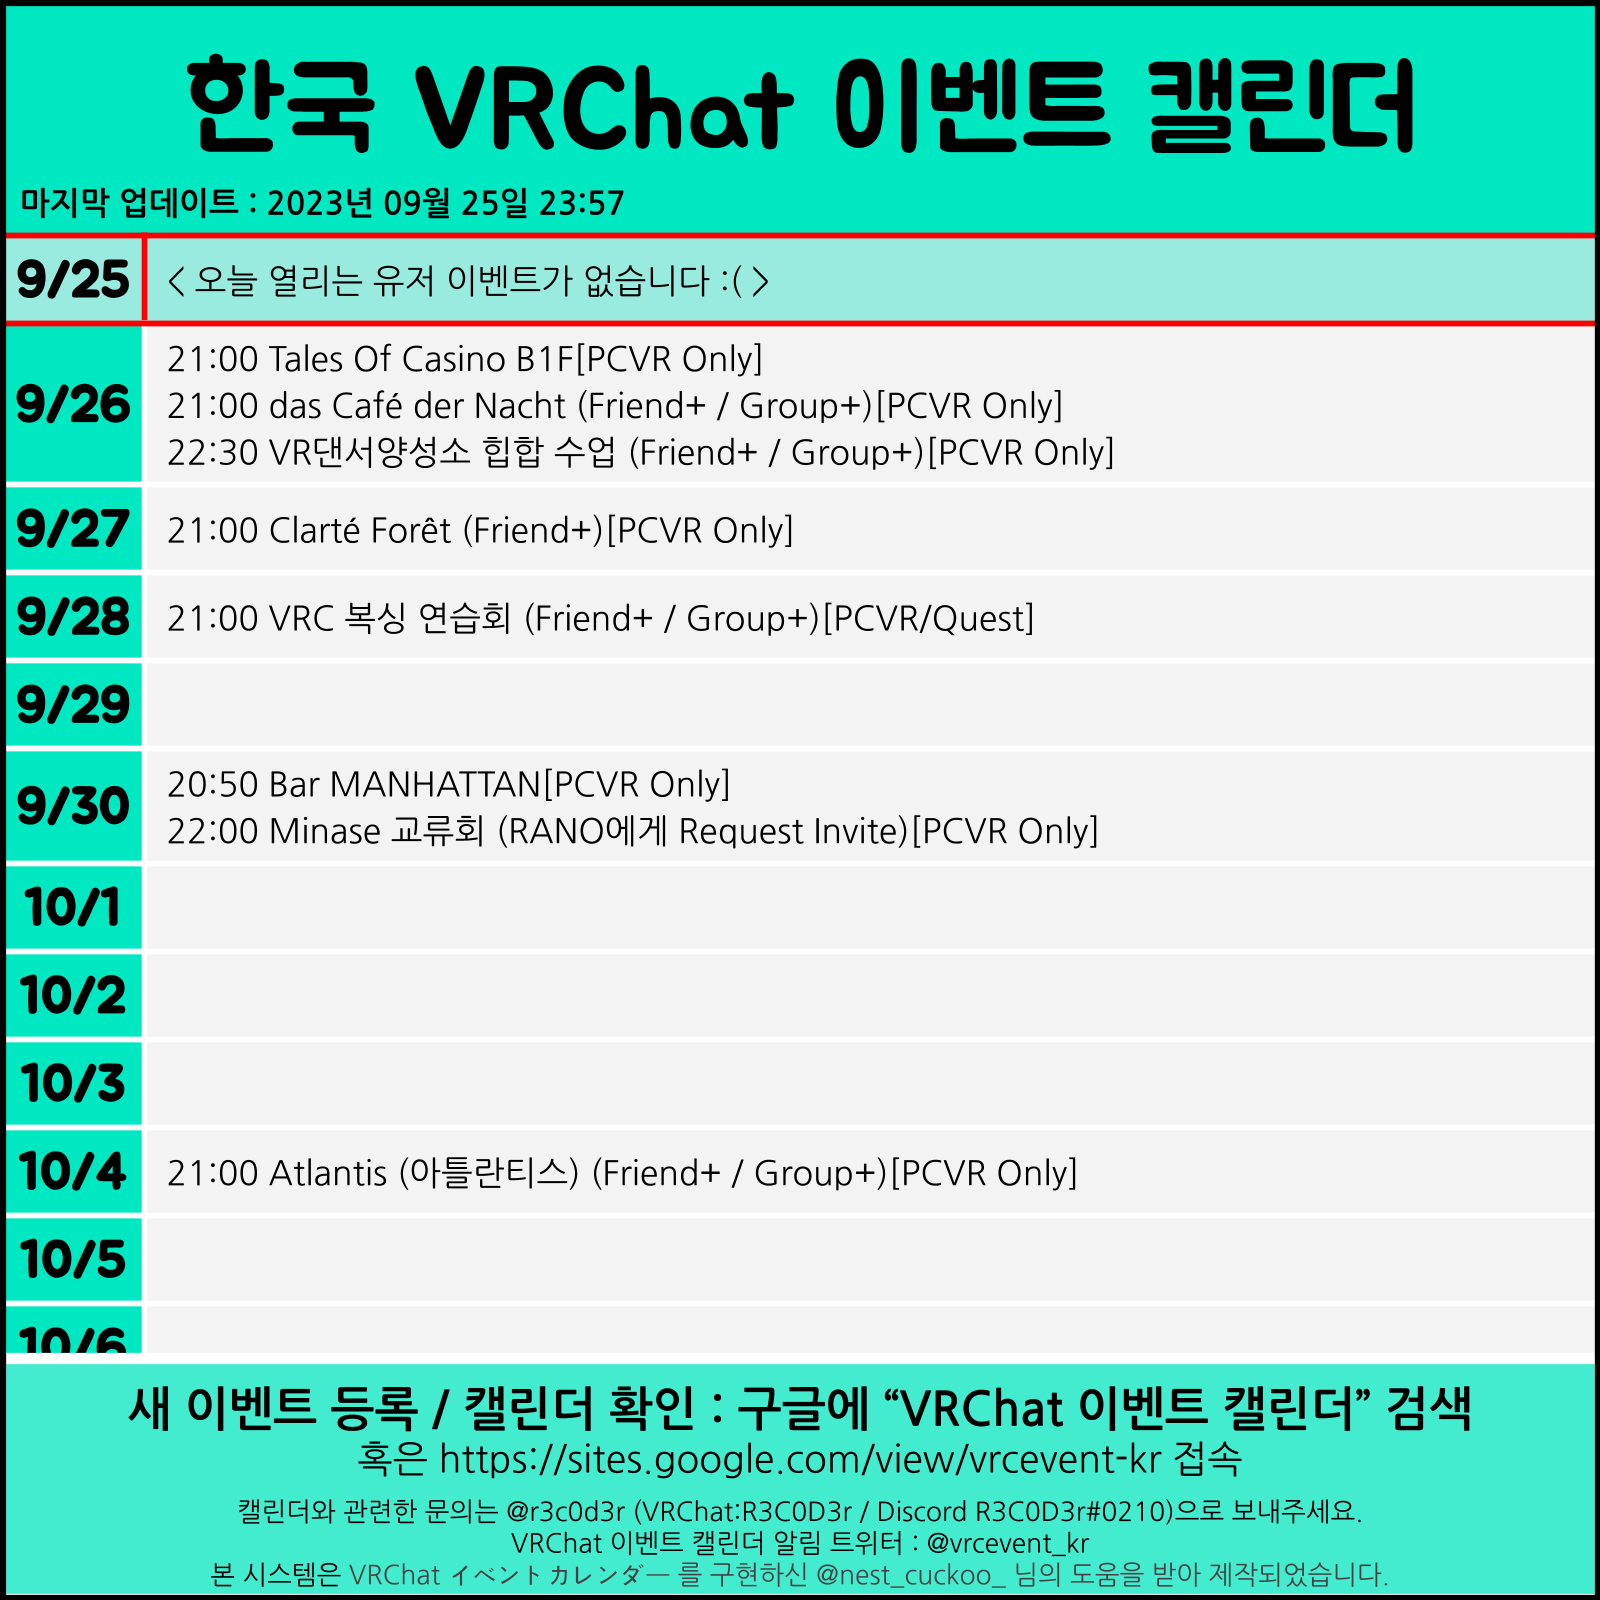 한국 VRChat 이벤트 캘린더
마지막 업데이트 : 2023년 09월 25일 23:57
9/25
< 오늘 열리는 유저 이벤트가 없습니다 :( >
9/26
21:00 Tales Of Casino B1F[PCVR Only]
21:00 das Café der Nacht (Friend+ / Group+)[PCVR Only]
22:30 VR댄서양성소 힙합 수업 (Friend+ / Group+)[PCVR Only]
9/27
21:00 Clarté Forêt (Friend+)[PCVR Only]
9/28
21:00 VRC 복싱 연습회 (Friend+ / Group+)[PCVR/Quest]
9/29
9/30
20:50 Bar MANHATTAN[PCVR Only]
22:00 Minase 교류회 (RANO에게 Request Invite)[PCVR Only]
10/1
10/2
10/3
10/4
21:00 Atlantis (아틀란티스) (Friend+ / Group+)[PCVR Only]
10/5
10/6
새 이벤트 등록 / 캘린더 확인 : 구글에 “VRChat 이벤트 캘린더” 검색
혹은 https://sites.google.com/view/vrcevent-kr 접속
캘린더와 관련한 문의는 @r3c0d3r (VRChat:R3C0D3r / Discord R3C0D3r#0210)으로 보내주세요.
VRChat 이벤트 캘린더 알림 트위터 : @vrcevent_kr
본 시스템은 VRChat イベントカレンダー 를 구현하신 @nest_cuckoo_ 님의 도움을 받아 제작되었습니다.